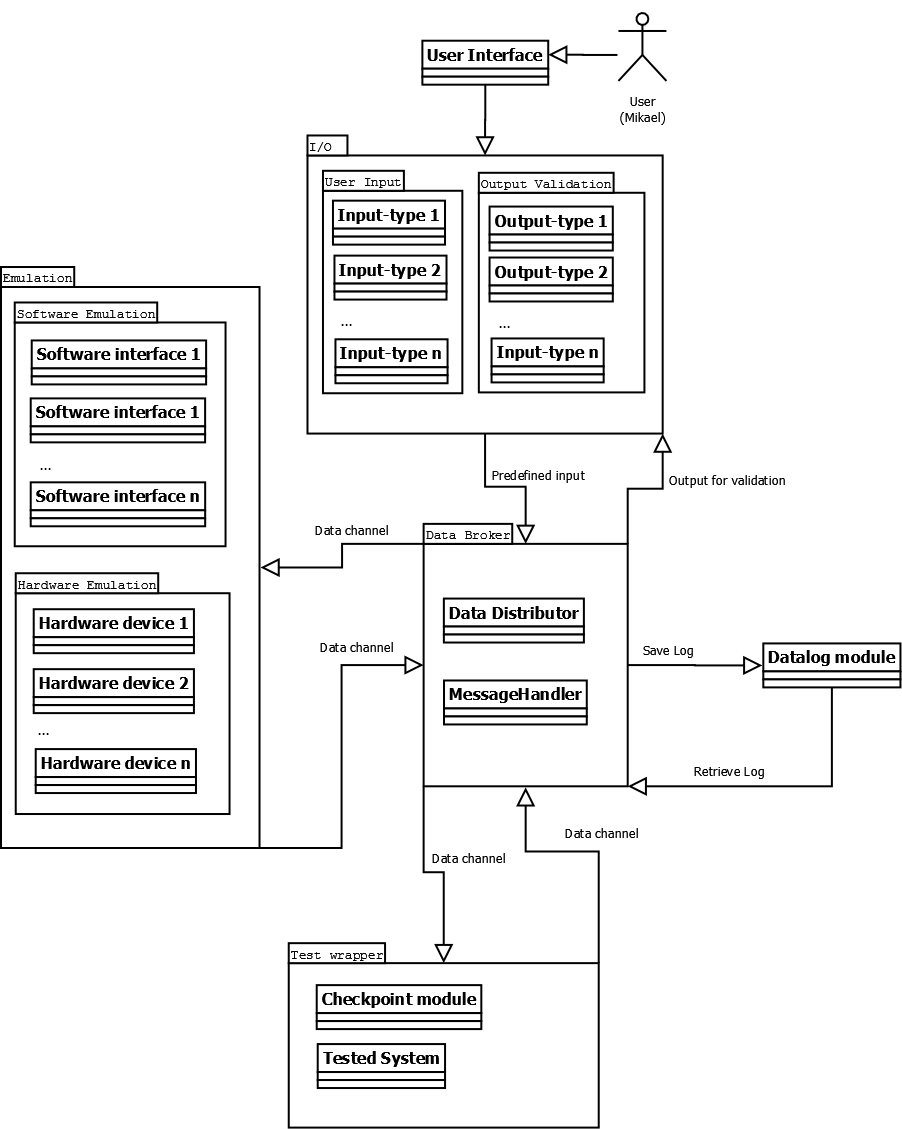 User Interface
User
(Mikael)
I/O
User Input
Input-type 1
Input-type 2
...
Input-type n
Output Validation
Output-type 1
Output-type 2
...
Input-type n
Emulation
Software Emulation
Software interface 1
Software interface 1
...
Software interface n
Hardware Emulation
Hardware device 1
Hardware device 2
...
Hardware device n
Predefined input
Output for validation
Data channel
Data channel
Data Broker
Data Distributor
MessageHandler
Save Log
Datalog module
Retrieve Log
Data channel
Data channel
Test wrapper
Checkpoint module
Tested System